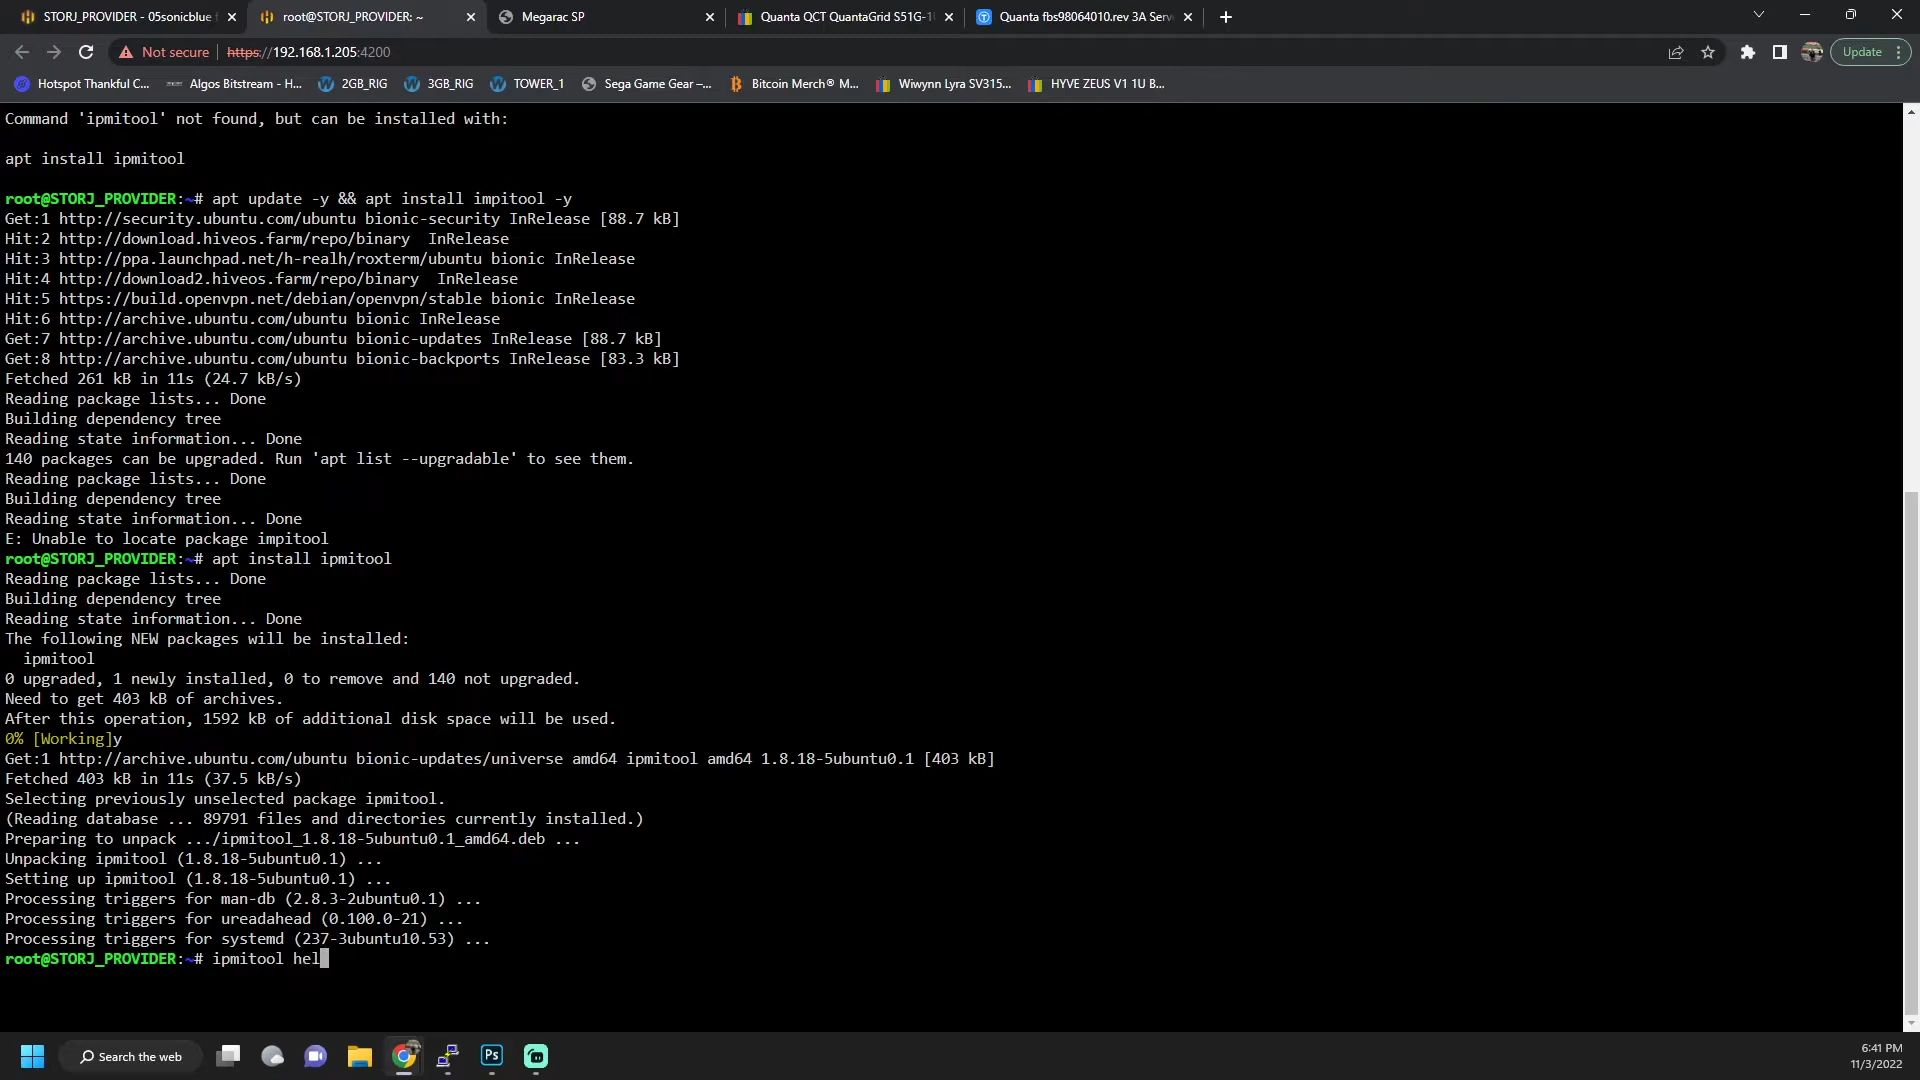 STORJ_PROVIDER - 05sonicblue
root@STORJ_PROVIDER: ~
Megarac SP
Quanta QCT QuantaGrid S51G-1
Quanta fbs98064010.rev 3A Serv
Not secure
https://192.168.1.205:4200
Update
Hotspot Thankful C...
Algos Bitstream - H...
2GB_RIG
3GB_RIG
TOWER_1
Sega Game Gear –...
Bitcoin Merch® M...
Wiwynn Lyra SV315...
HYVE ZEUS V1 1U B...
Command 'ipmitool' not found, but can be installed with:
apt install ipmitool
root@STORJ_PROVIDER:~# apt update -y && apt install impitool -y
Get:1 http://security.ubuntu.com/ubuntu bionic-security InRelease [88.7 kB]
Hit:2 http://download.hiveos.farm/repo/binary  InRelease
Hit:3 http://ppa.launchpad.net/h-realh/roxterm/ubuntu bionic InRelease
Hit:4 http://download2.hiveos.farm/repo/binary  InRelease
Hit:5 https://build.openvpn.net/debian/openvpn/stable bionic InRelease
Hit:6 http://archive.ubuntu.com/ubuntu bionic InRelease
Get:7 http://archive.ubuntu.com/ubuntu bionic-updates InRelease [88.7 kB]
Get:8 http://archive.ubuntu.com/ubuntu bionic-backports InRelease [83.3 kB]
Fetched 261 kB in 11s (24.7 kB/s)
Reading package lists... Done
Building dependency tree
Reading state information... Done
140 packages can be upgraded. Run 'apt list --upgradable' to see them.
Reading package lists... Done
Building dependency tree
Reading state information... Done
E: Unable to locate package impitool
root@STORJ_PROVIDER:~# apt install ipmitool
Reading package lists... Done
Building dependency tree
Reading state information... Done
The following NEW packages will be installed:
  ipmitool
0 upgraded, 1 newly installed, 0 to remove and 140 not upgraded.
Need to get 403 kB of archives.
After this operation, 1592 kB of additional disk space will be used.
0% [Working]y
Get:1 http://archive.ubuntu.com/ubuntu bionic-updates/universe amd64 ipmitool amd64 1.8.18-5ubuntu0.1 [403 kB]
Fetched 403 kB in 11s (37.5 kB/s)
Selecting previously unselected package ipmitool.
(Reading database ... 89791 files and directories currently installed.)
Preparing to unpack .../ipmitool_1.8.18-5ubuntu0.1_amd64.deb ...
Unpacking ipmitool (1.8.18-5ubuntu0.1) ...
Setting up ipmitool (1.8.18-5ubuntu0.1) ...
Processing triggers for man-db (2.8.3-2ubuntu0.1) ...
Processing triggers for ureadahead (0.100.0-21) ...
Processing triggers for systemd (237-3ubuntu10.53) ...
root@STORJ_PROVIDER:~# ipmitool hel
Search the web
Ps
6:41 PM
11/3/2022